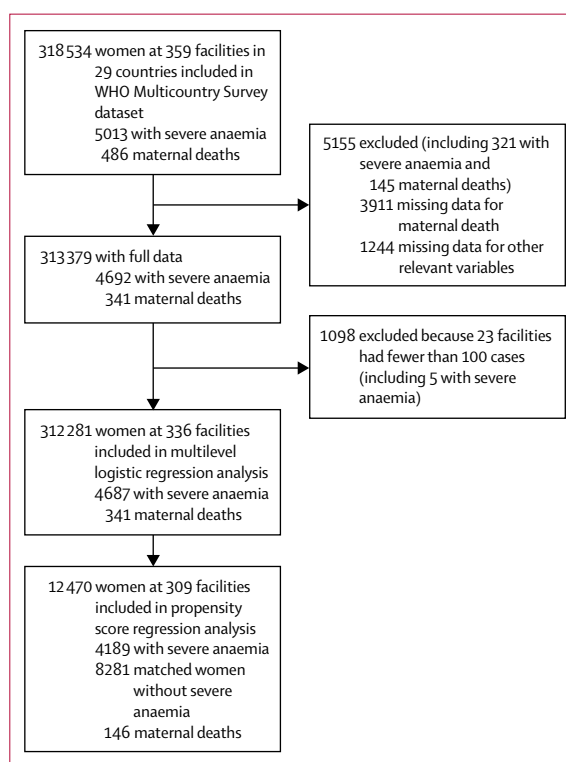 318 534 women at 359 facilities in
29 countries included in
WHO Multicountry Survey
dataset
5013 with severe anaemia
486 maternal deaths
5155 excluded (including 321 with
severe anaemia and
145 maternal deaths)
3911 missing data for
maternal death
1244 missing data for other
relevant variables
313 379 with full data
4692 with severe anaemia
341 maternal deaths
1098 excluded because 23 facilities
had fewer than 100 cases
(including 5 with severe
anaemia)
312 281 women at 336 facilities
included in multilevel
logistic regression analysis
4687 with severe anaemia
341 maternal deaths
12 470 women at 309 facilities
included in propensity
score regression analysis
4189 with severe anaemia
8281 matched women
without severe
anaemia
146 maternal deaths